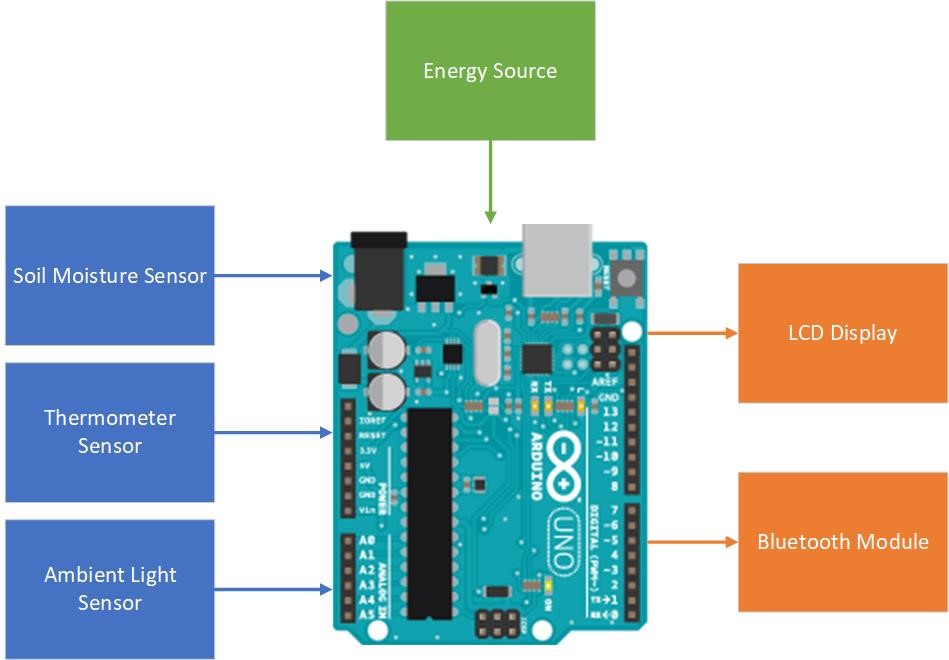 Energy Source
Soil Moisture Sensor
Thermometer
Sensor
Ambient Light
Sensor
LCD Display
Bluetooth Module
RESET
AREF
GND
13
12
~11
~10
~9
8
7
~6
~5
4
~3
2
TX→1
RX←0
DIGITAL (PWM~)
RX
TX
L
ARDUINO
UNO
ON
ICSP
IOREF
RESET
3.3V
5V
GND
GND
Vin
POWER
A0
A1
A2
A3
A4
A5
ANALOG IN